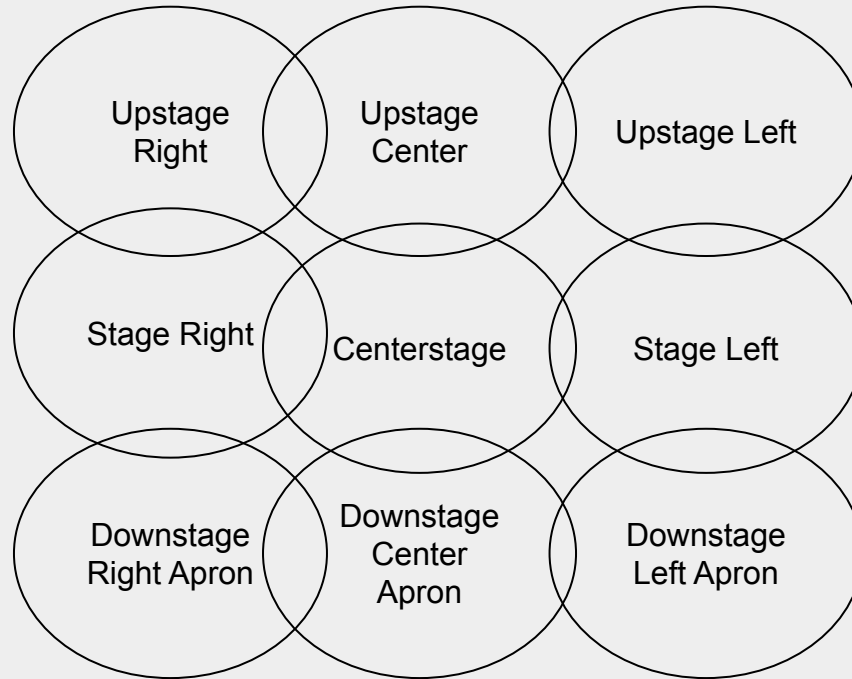 Upstage
Right
Upstage
Center
Upstage Left
Stage Right
Centerstage
Stage Left
Downstage
Right Apron
Downstage
Center
Apron
Downstage
Left Apron